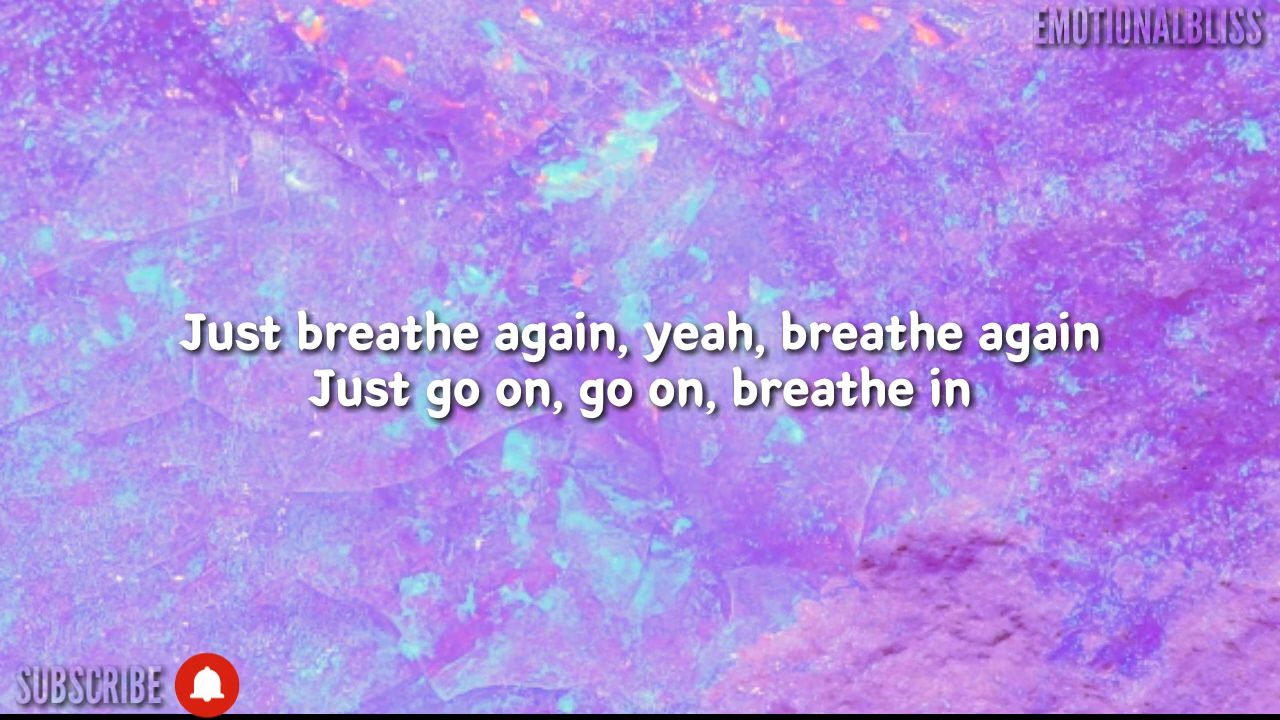 EMOTIONALBLISS
Just breathe again, yeah, breathe again
Just go on, go on, breathe in
SUBSCRIBE